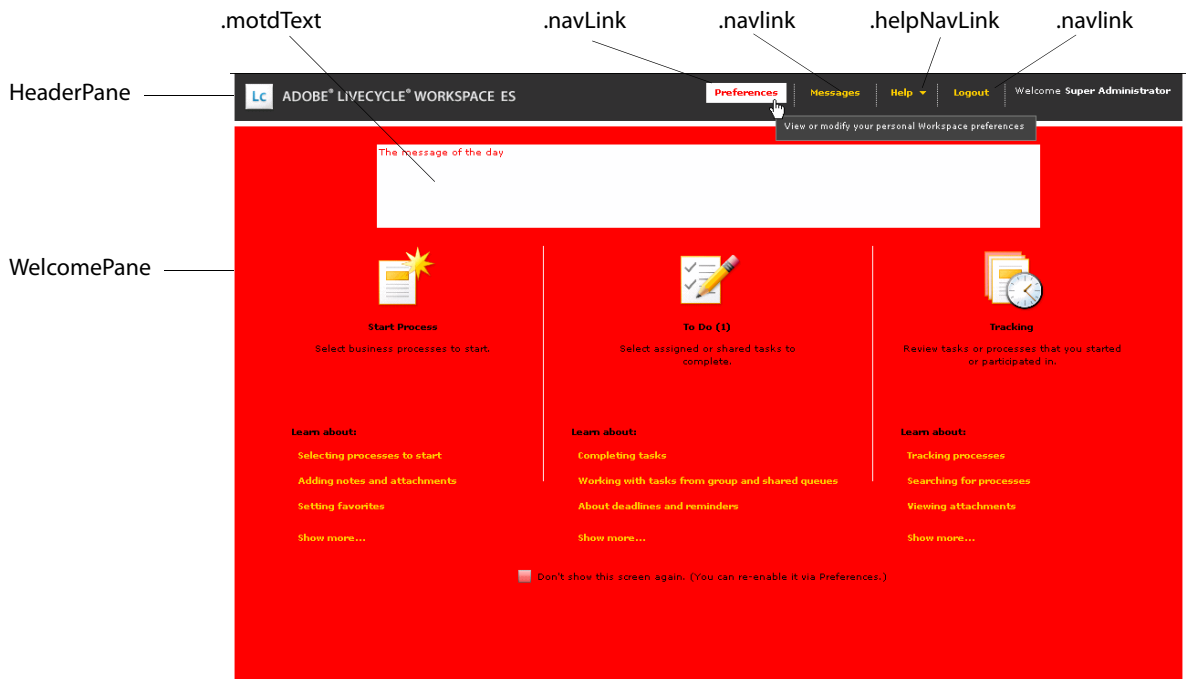 .motdText .navLink .navlink .helpNavLink .navlink
HeaderPane
Lc ADOBE® LIVECYCLE® WORKSPACE ES Preferences Messages Help Logout Welcome Super Administrator
View or modify your personal Workspace preferences
The message of the day
WelcomePane
Start Process To Do (1) Tracking
Select business processes to start. Select assigned or shared tasks to Review tasks or processes that you started
complete. or participated in.
Learn about: Learn about: Learn about:
Selecting processes to start Completing tasks Tracking processes
Adding notes and attachments Working with tasks from group and shared queues Searching for processes
Setting favorites About deadlines and reminders Viewing attachments
Show more... Show more... Show more...
Don't show this screen again. (You can re-enable it via Preferences.)